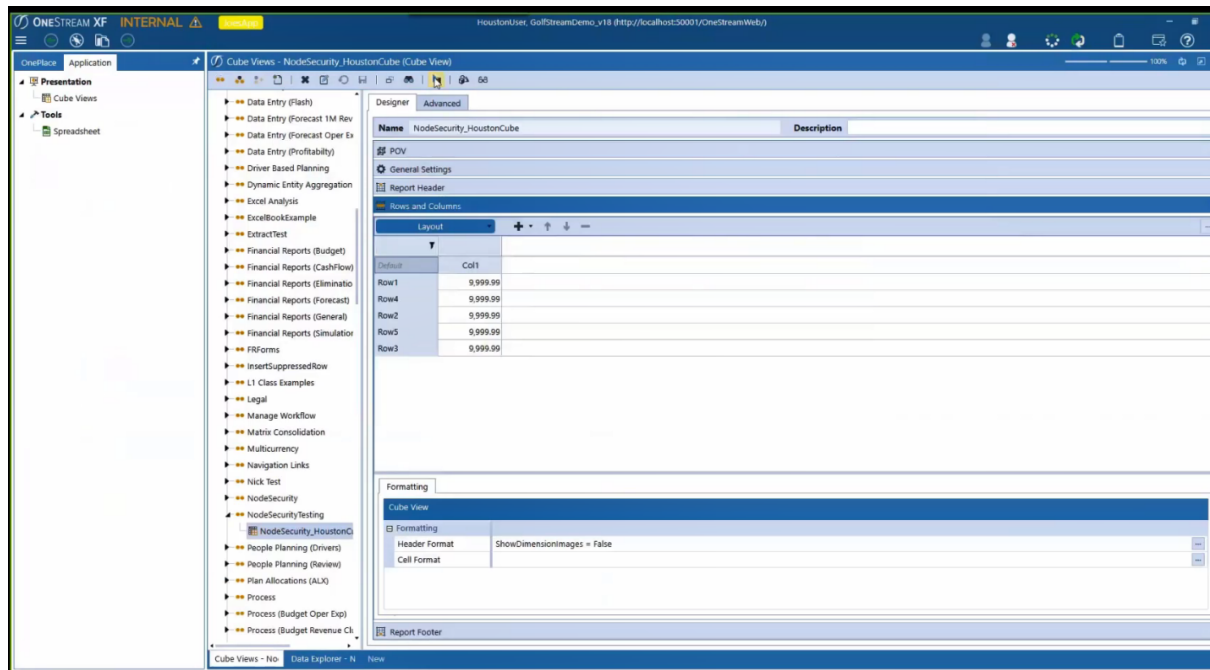 ONESTREAM XF INTERNAL
HoustonUser, GolfStreamDemo_v18 (http://localhost:50001/OneStreamWeb/)
OnePlace Application
Presentation
Cube Views
Tools
Spreadsheet
Cube Views - NodeSecurity_HoustonCube (Cube View)
100%
Data Entry (Flash)
Data Entry (Forecast 1M Rev
Data Entry (Forecast Oper Ex
Data Entry (Profitabilty)
Driver Based Planning
Dynamic Entity Aggregation
Excel Analysis
ExcelBookExample
ExtractTest
Financial Reports (Budget)
Financial Reports (CashFlow)
Financial Reports (Eliminatio
Financial Reports (Forecast)
Financial Reports (General)
Financial Reports (Simulation
FRForms
InsertSuppressedRow
L1 Class Examples
Legal
Manage Workflow
Matrix Consolidation
Multicurrency
Navigation Links
Nick Test
NodeSecurity
NodeSecurityTesting
NodeSecurity_HoustonCu
People Planning (Drivers)
People Planning (Review)
Plan Allocations (ALX)
Process
Process (Budget Oper Exp)
Process (Budget Revenue Cli
Designer Advanced
Name NodeSecurity_HoustonCube Description
POV
General Settings
Report Header
Rows and Columns
Layout
Default Col1
Row1 9,999.99
Row4 9,999.99
Row2 9,999.99
Row5 9,999.99
Row3 9,999.99
Formatting
Cube View
Formatting
Header Format ShowDimensionImages = False
Cell Format
Report Footer
Cube Views - No Data Explorer - N New